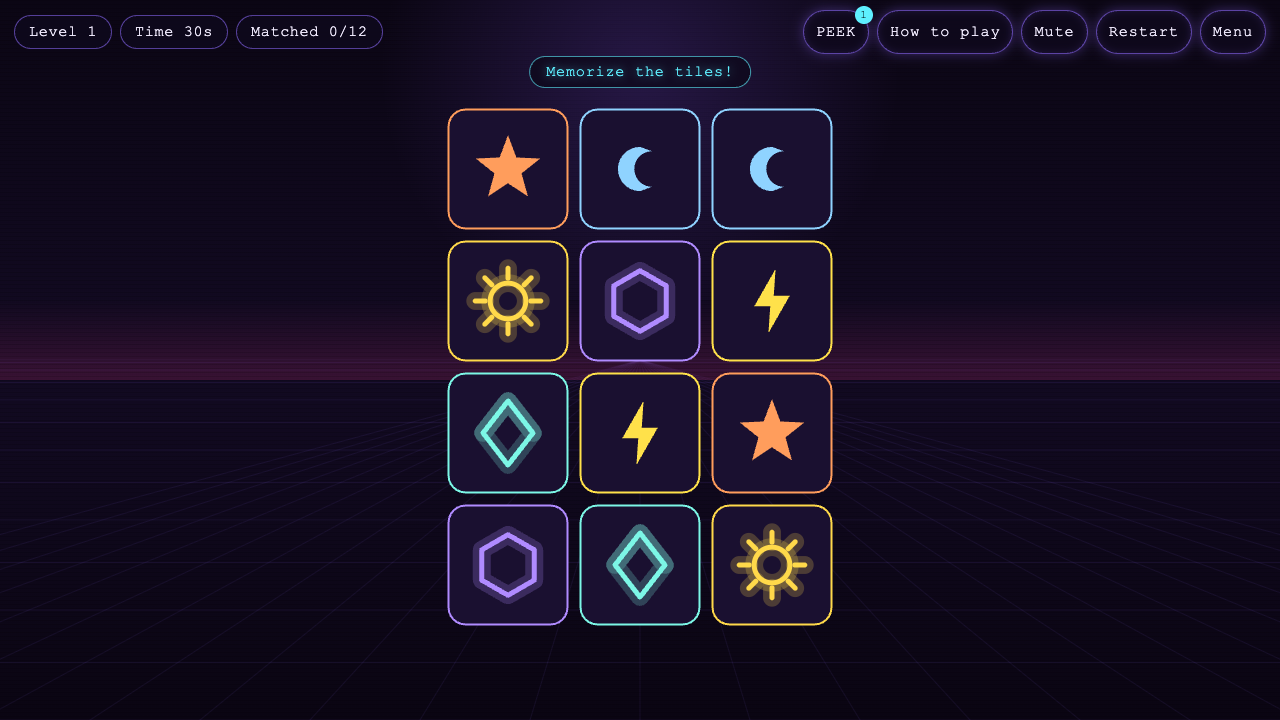 Level 1 Time 30s Matched 0/12 PEEK 1 How to play Mute Restart Menu
Memorize the tiles!